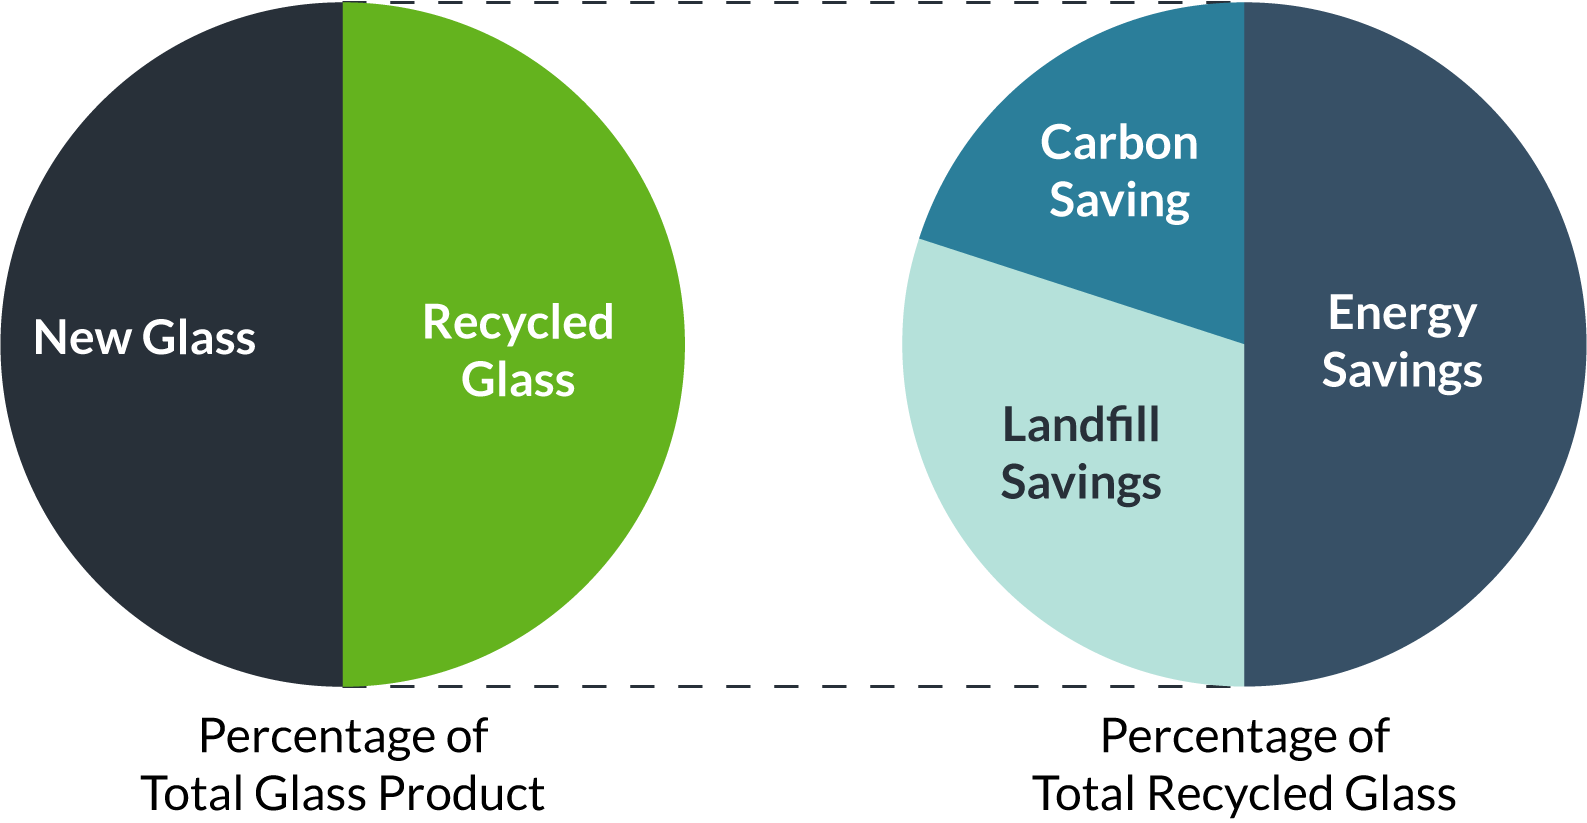 New Glass
Recycled
Glass
Percentage of
Total Glass Product
Carbon
Saving
Landfill
Savings
Energy
Savings
Percentage of
Total Recycled Glass